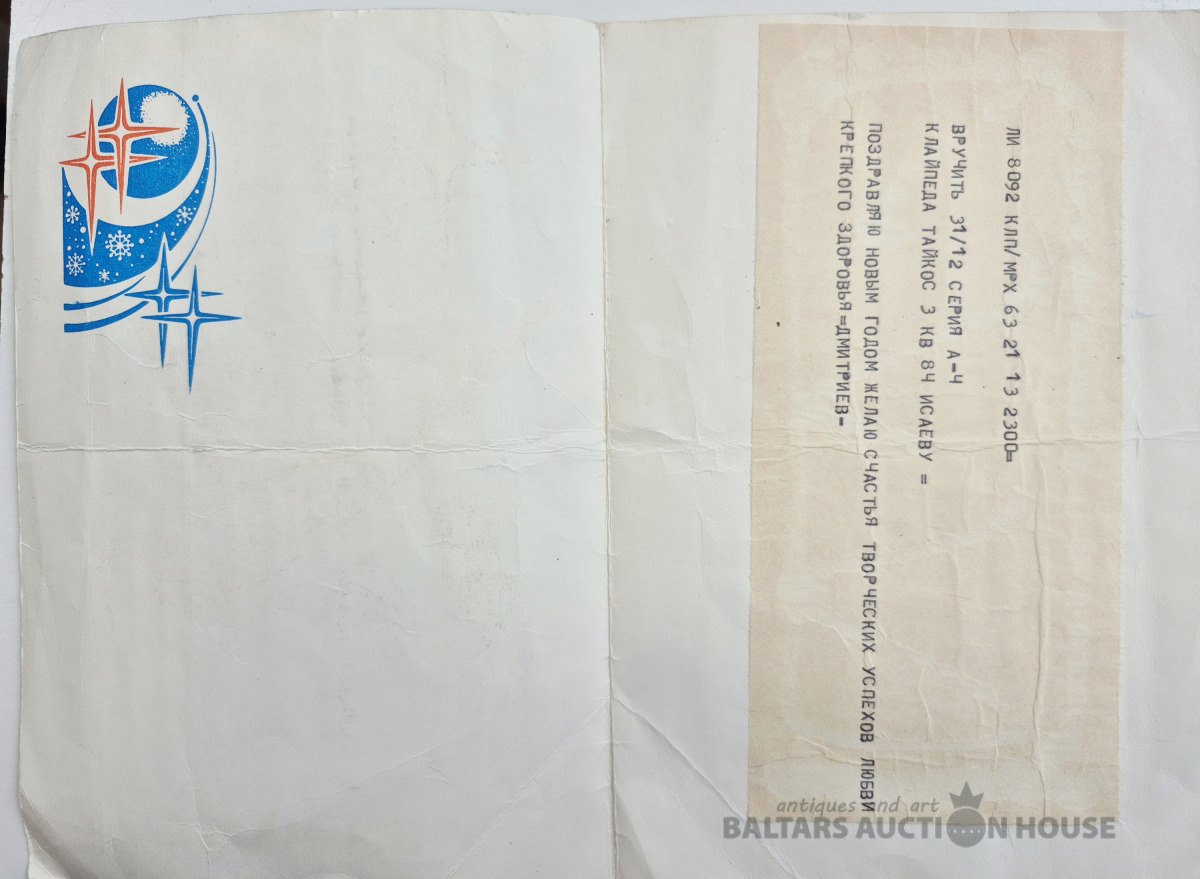 ЛИ 8092 КЛП/МРХ 63 21 13 2300=
ВРУЧИТЬ 31/12 СЕРИЯ А-4
КЛАЙПЕДА ТАЙКОС 3 КВ 84 ИСАЕВУ =
ПОЗДРАВЛЯЮ НОВЫМ ГОДОМ ЖЕЛАЮ СЧАСТЬЯ ТВОРЧЕСКИХ УСПЕХОВ ЛЮБВИ
КРЕПКОГО ЗДОРОВЬЯ=ДМИТРИЕВ=
antiques and art
BALTARS AUCTION HOUSE